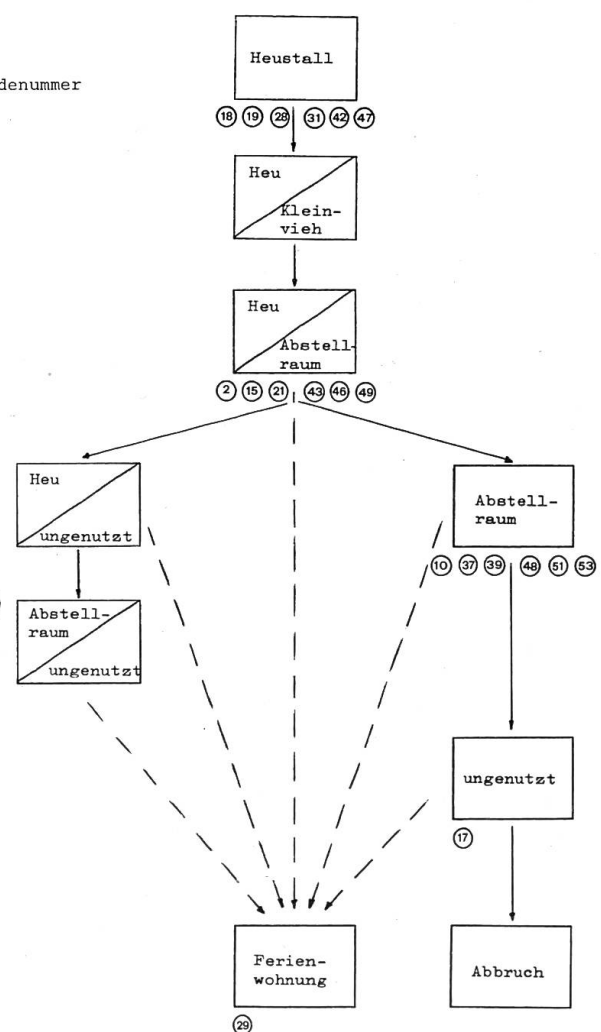 Heustall
denummer
18 19 28 31 42 47
Heu
Klein-
vieh
Heu
Abstell-
raum
2 15 21 43 46 49
Heu
ungenutzt
Abstell-
raum
10 37 39 48 51 53
Abstell-
raum
ungenutzt
ungenutzt
17
Ferien-
wohnung
Abbruch
29